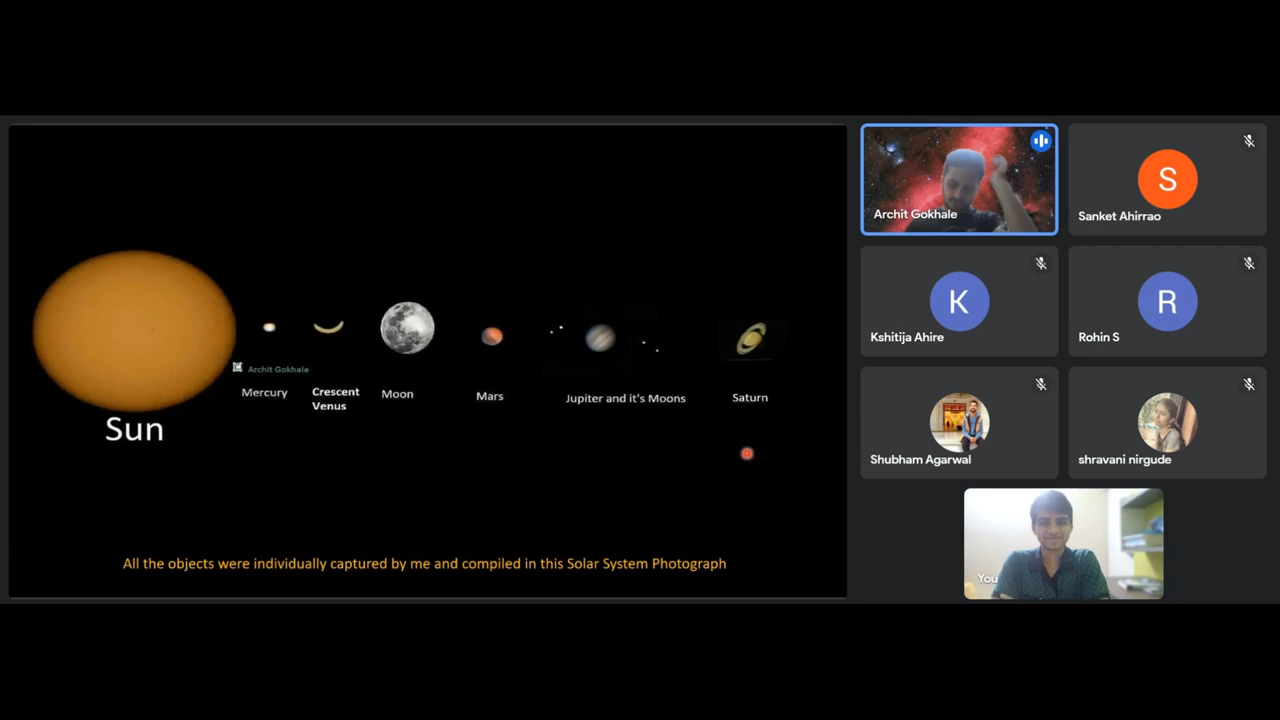 Archit Gokhale
Mercury
Crescent
Venus
Moon
Mars
Jupiter and it's Moons
Saturn
Sun
All the objects were individually captured by me and compiled in this Solar System Photograph
Archit Gokhale
S
Sanket Ahirrao
K
Kshitija Ahire
R
Rohin S
Shubham Agarwal
shravani nirgude
You